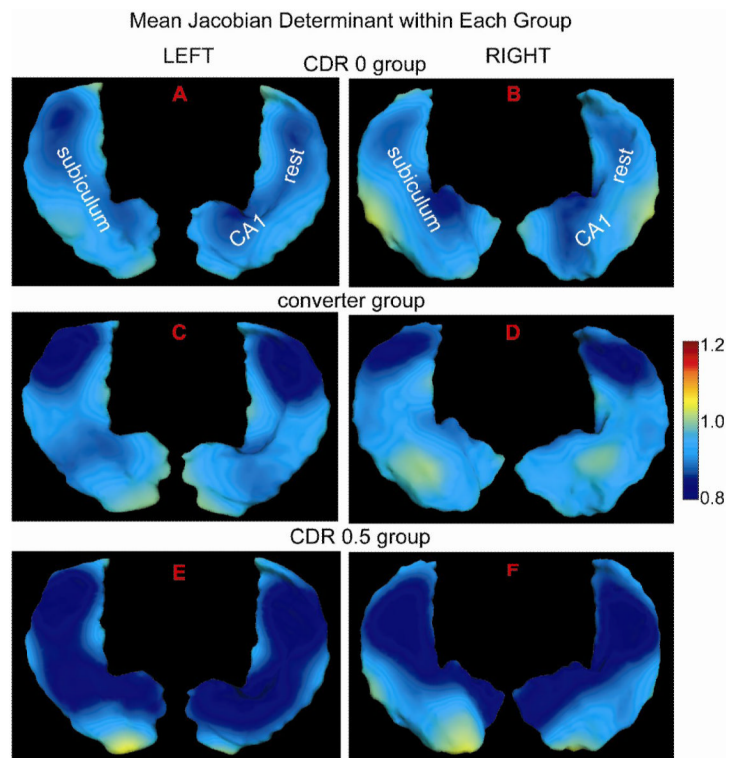 Mean Jacobian Determinant within Each Group
LEFT
RIGHT
CDR 0 group
A
B
subiculum
rest
CA1
subiculum
rest
CA1
converter group
C
D
1.2
1.0
0.8
CDR 0.5 group
E
F